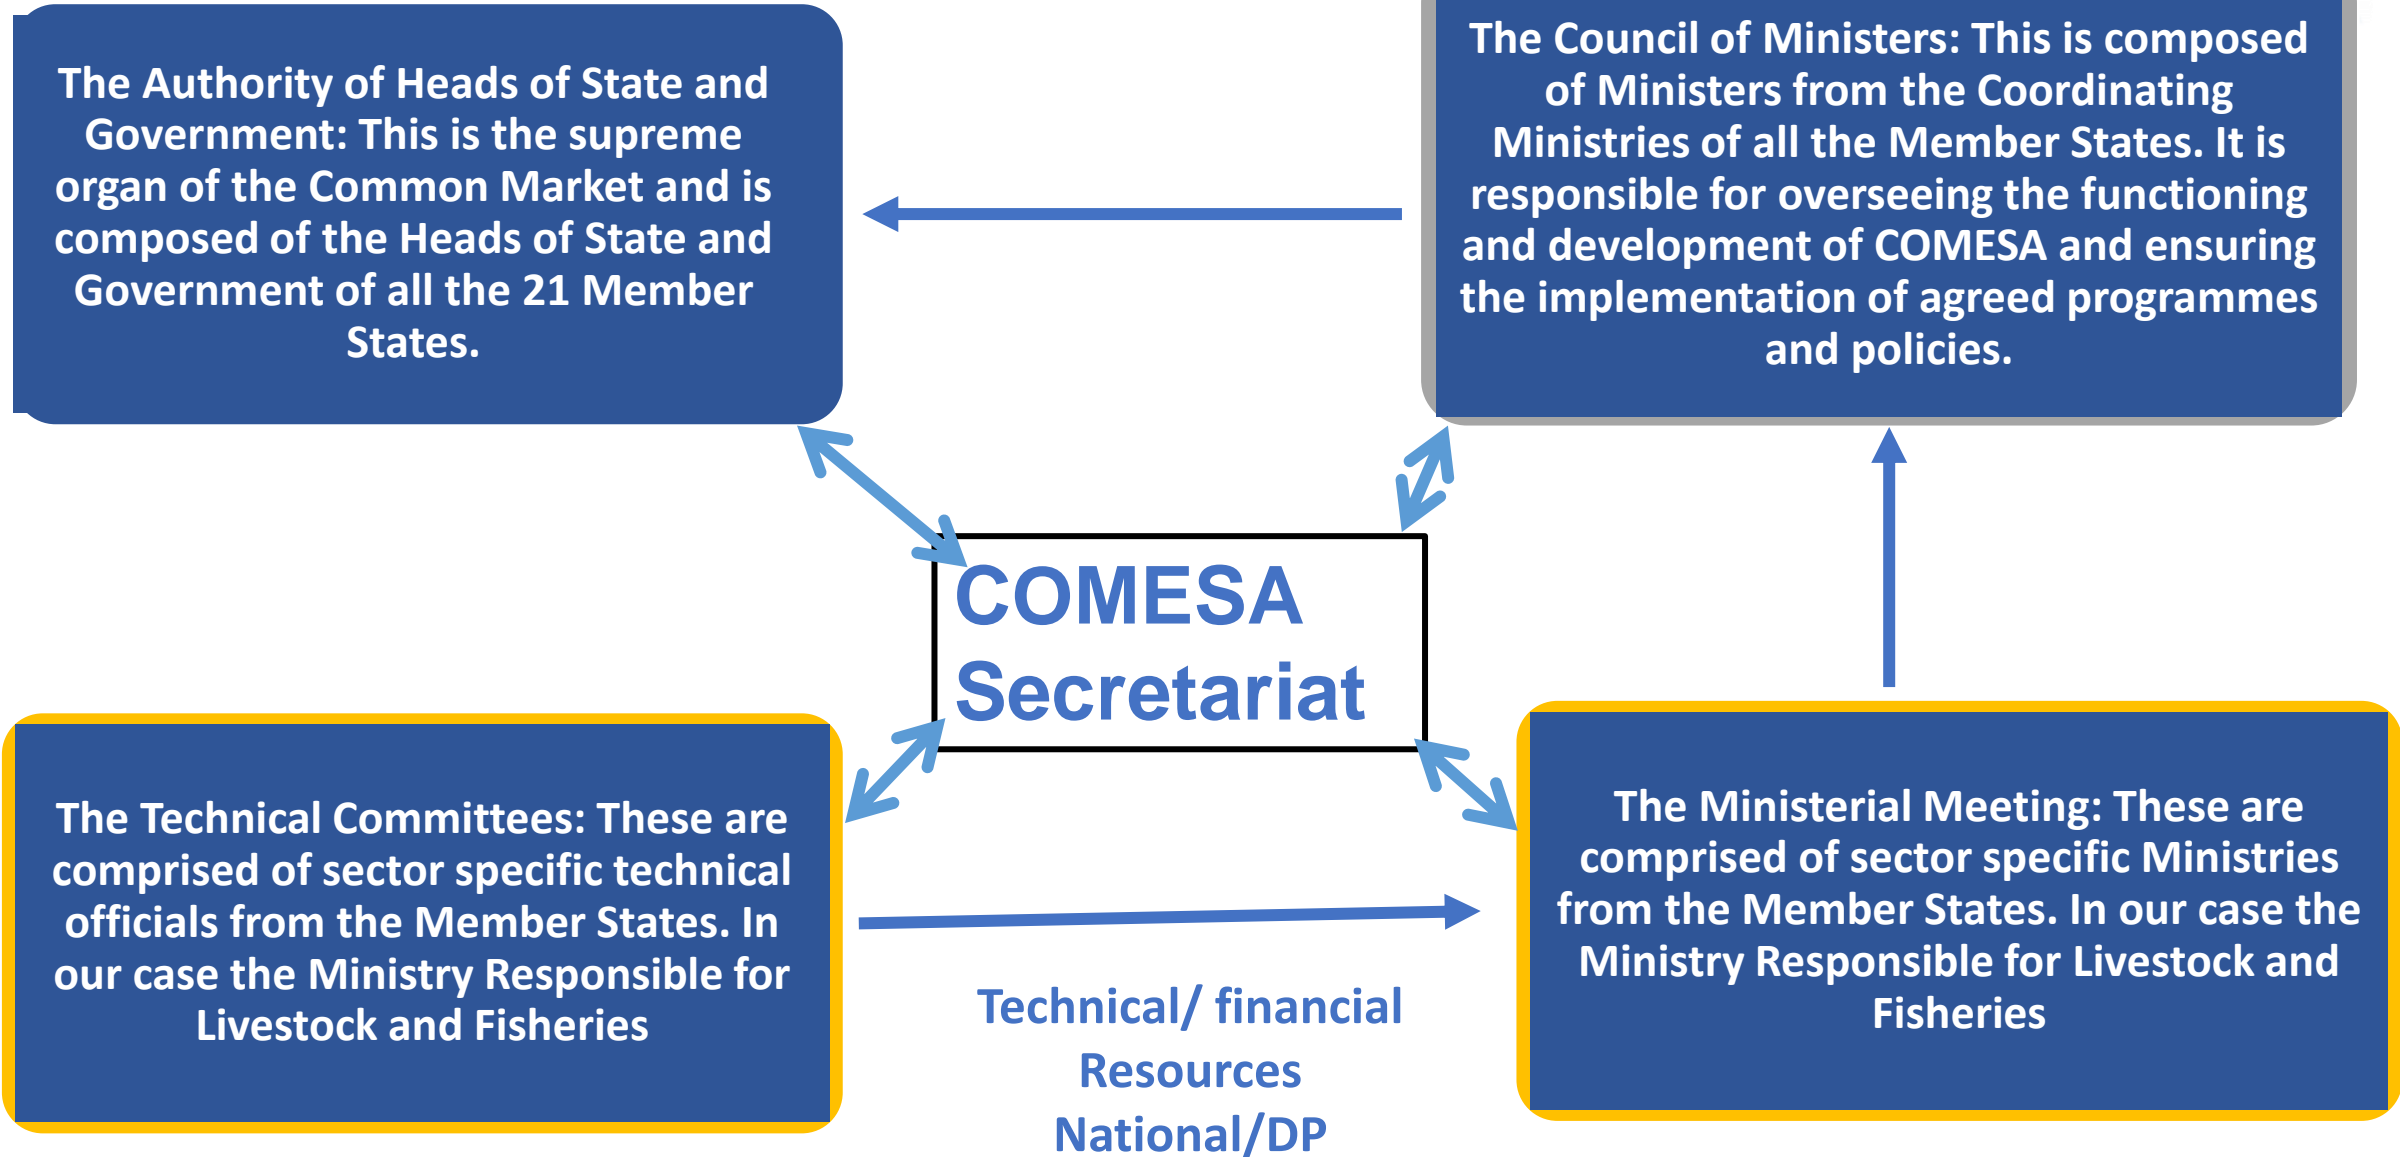 The Authority of Heads of State and
Government: This is the supreme
organ of the Common Market and is
composed of the Heads of State and
Government of all the 21 Member
States.
The Council of Ministers: This is composed
of Ministers from the Coordinating
Ministries of all the Member States. It is
responsible for overseeing the functioning
and development of COMESA and ensuring
the implementation of agreed programmes
and policies.
COMESA
Secretariat
The Technical Committees: These are
comprised of sector specific technical
officials from the Member States. In
our case the Ministry Responsible for
Livestock and Fisheries
The Ministerial Meeting: These are
comprised of sector specific Ministries
from the Member States. In our case the
Ministry Responsible for Livestock and
Fisheries
Technical/ financial
Resources
National/DP